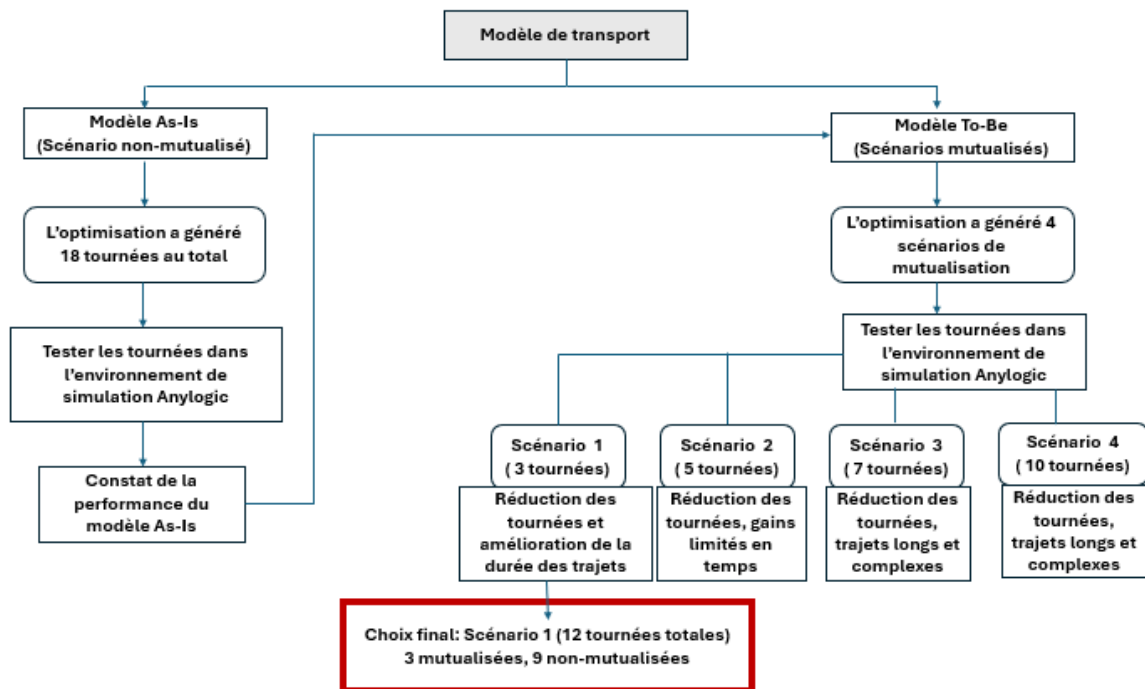 Modèle de transport
Modèle As-Is
(Scénario non-mutualisé)
Modèle To-Be
(Scénarios mutualisés)
L'optimisation a généré
18 tournées au total
L'optimisation a généré 4
scénarios de
mutualisation
Tester les tournées dans
l'environnement de
simulation Anylogic
Tester les tournées dans
l'environnement de
simulation Anylogic
Constat de la
performance du
modèle As-Is
Scénario 1
( 3 tournées)
Réduction des
tournées et
amélioration de la
durée des trajets
Scénario 2
( 5 tournées)
Réduction des
tournées, gains
limités en
temps
Scénario 3
( 7 tournées)
Réduction des
tournées,
trajets longs et
complexes
Scénario 4
( 10 tournées)
Réduction des
tournées,
trajets longs et
complexes
Choix final: Scénario 1 (12 tournées totales)
3 mutualisées, 9 non-mutualisées